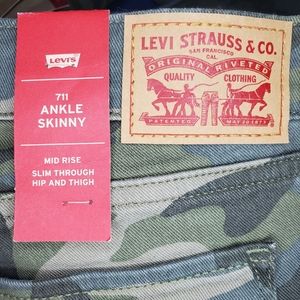 Levi's
711
ANKLE
SKINNY
MID RISE
SLIM THROUGH
HIP AND THIGH
LEVI STRAUSS & CO.
SAN FRANCISCO
CAL.
ORIGINAL RIVETED
QUALITY CLOTHING
PATENTED MAY 20 1873